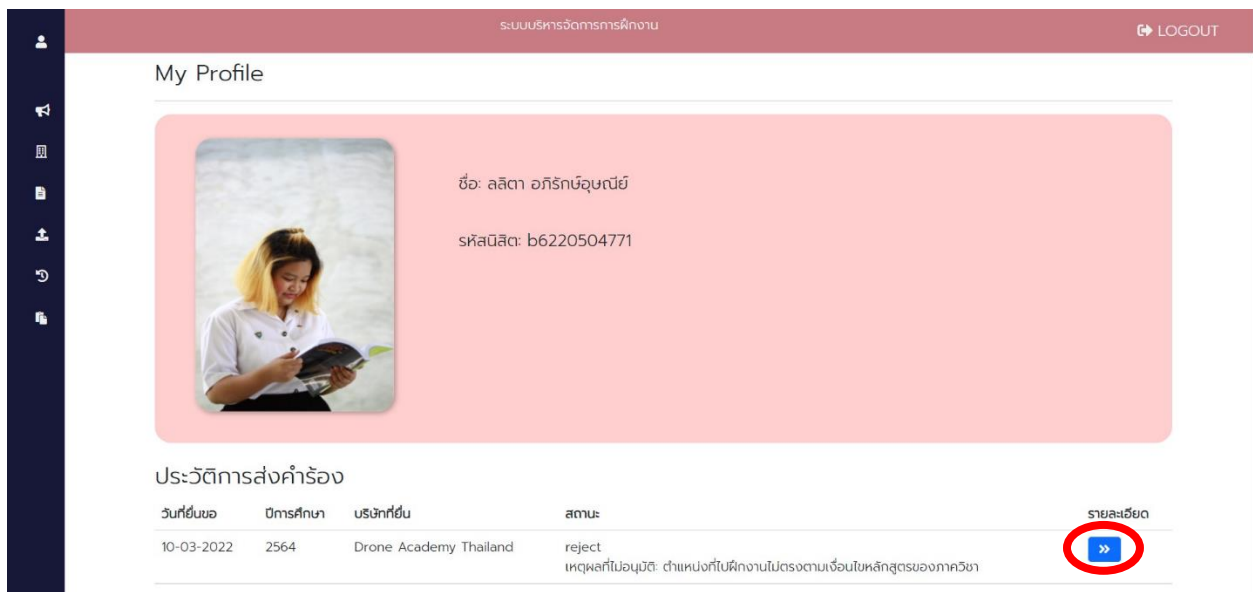 ระบบบริหารจัดการการฝึกงาน
LOGOUT
My Profile
ชื่อ: ลลิตา อภิรักษ์อุษณีย์
รหัสนิสิต: b6220504771
ประวัติการส่งคำร้อง
วันที่ยื่นขอ ปีการศึกษา บริษัทที่ยื่น สถานะ รายละเอียด
10-03-2022 2564 Drone Academy Thailand reject
เหตุผลที่ไม่อนุมัติ: ตำแหน่งที่ไปฝึกงานไม่ตรงตามเงื่อนไขหลักสูตรของภาควิชา